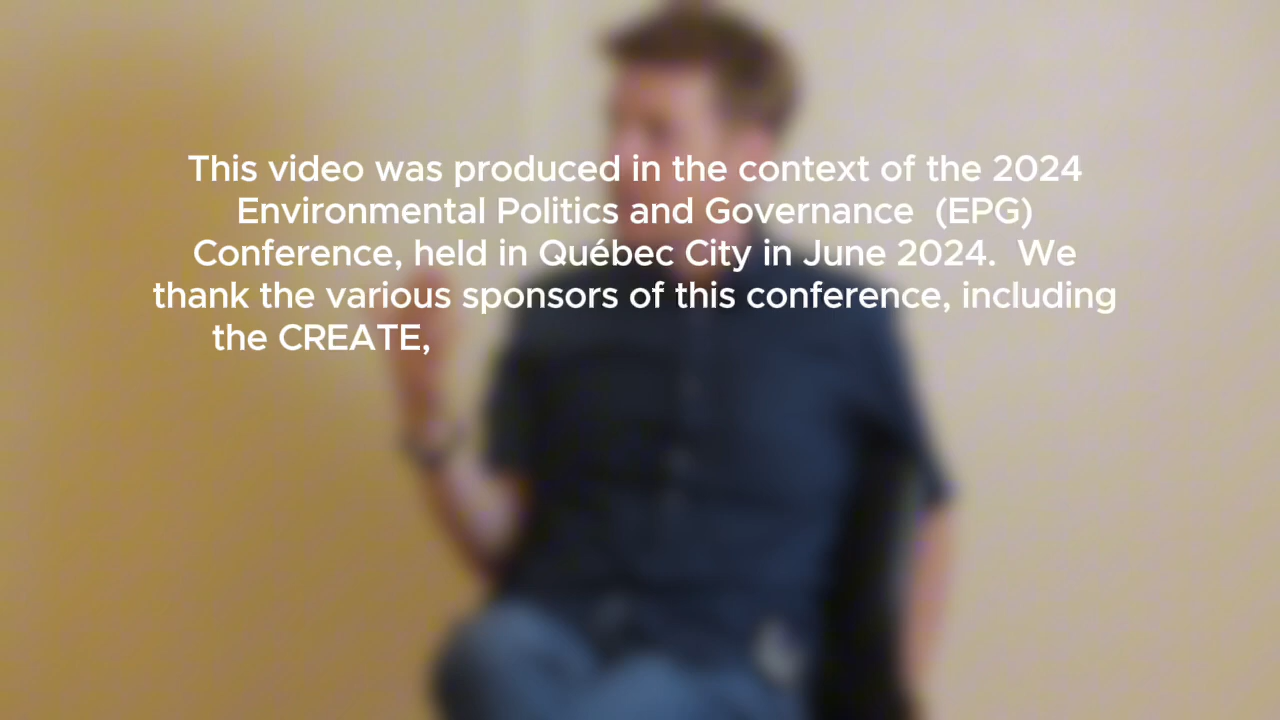 This video was produced in the context of the 2024
Environmental Politics and Governance  (EPG)
Conference, held in Québec City in June 2024.  We
thank the various sponsors of this conference, including
the CREATE,